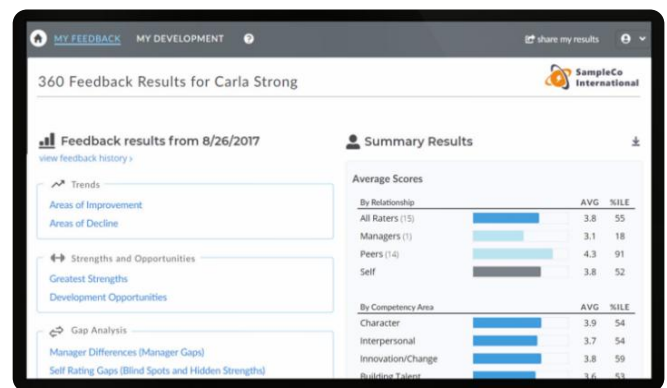 MY FEEDBACK MY DEVELOPMENT ? share my results
360 Feedback Results for Carla Strong
SampleCo
International
Feedback results from 8/26/2017
view feedback history ›
Trends
Areas of Improvement
Areas of Decline
Strengths and Opportunities
Greatest Strengths
Development Opportunities
Gap Analysis
Manager Differences (Manager Gaps)
Self Rating Gaps (Blind Spots and Hidden Strengths)
Summary Results
Average Scores
By Relationship AVG %ILE
All Raters (15) 3.8 55
Managers (1) 3.1 18
Peers (14) 4.3 91
Self 3.8 52
By Competency Area AVG %ILE
Character 3.9 54
Interpersonal 3.7 54
Innovation/Change 3.8 59
Building Talent 3.6 53